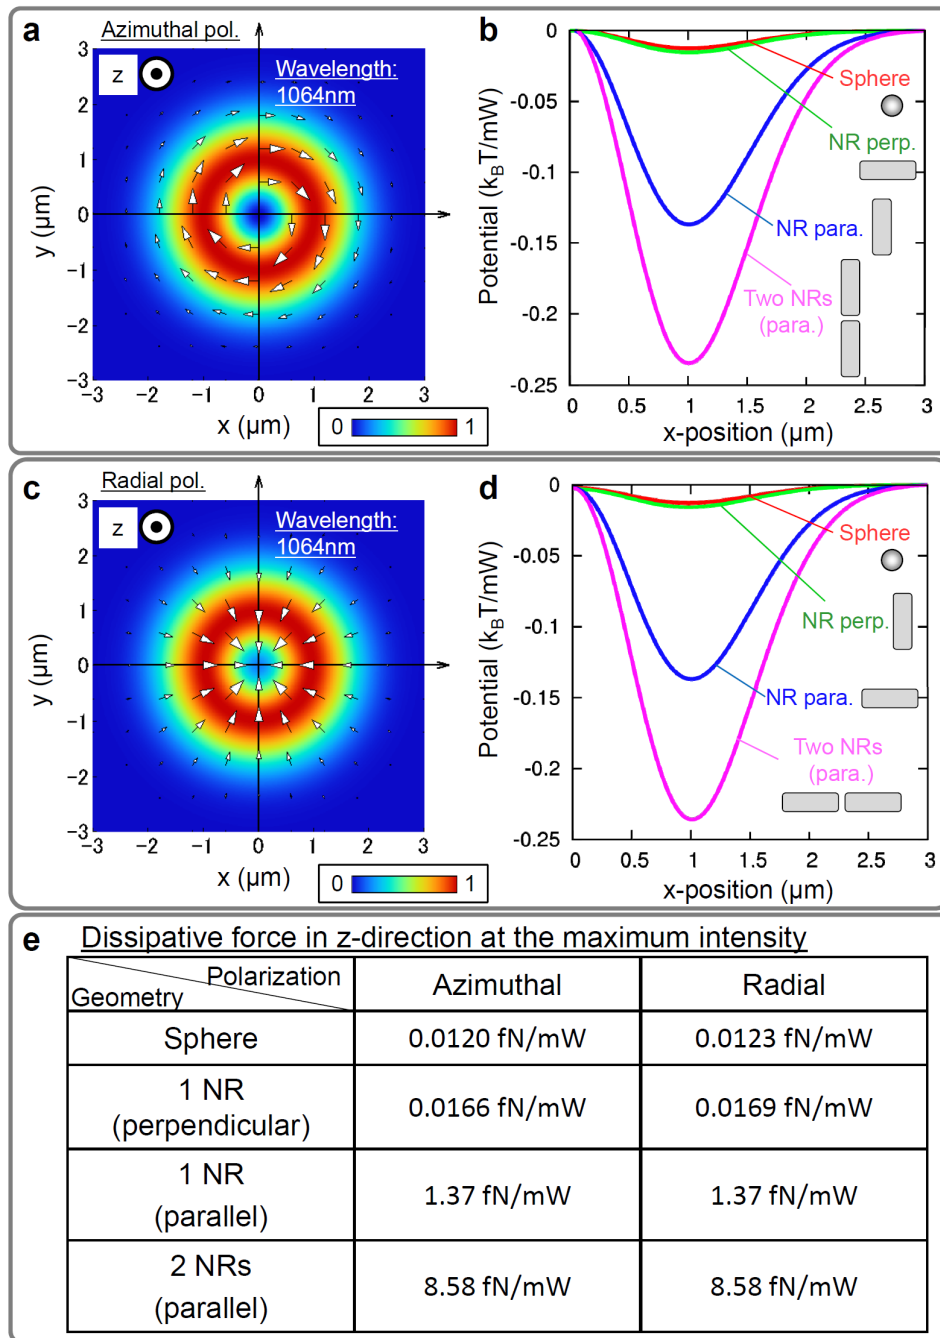 a
Azimuthal pol.
z
Wavelength:
1064nm
3
2
1
0
-1
-2
-3
y (μm)
−3 −2 −1 0 1 2 3
x (μm)
0 1
b
0
-0.05
-0.1
-0.15
-0.2
-0.25
Potential (kBT/mW)
Sphere
NR perp.
NR para.
Two NRs
(para.)
0 0.5 1 1.5 2 2.5 3
x-position (μm)
c
Radial pol.
z
Wavelength:
1064nm
3
2
1
0
-1
-2
-3
y (μm)
−3 −2 −1 0 1 2 3
x (μm)
0 1
d
0
-0.05
-0.1
-0.15
-0.2
-0.25
Potential (kBT/mW)
Sphere
NR perp.
NR para.
Two NRs
(para.)
0 0.5 1 1.5 2 2.5 3
x-position (μm)
e
Dissipative force in z-direction at the maximum intensity
Polarization
Geometry
Azimuthal Radial
Sphere 0.0120 fN/mW 0.0123 fN/mW
1 NR
(perpendicular) 0.0166 fN/mW 0.0169 fN/mW
1 NR
(parallel) 1.37 fN/mW 1.37 fN/mW
2 NRs
(parallel) 8.58 fN/mW 8.58 fN/mW